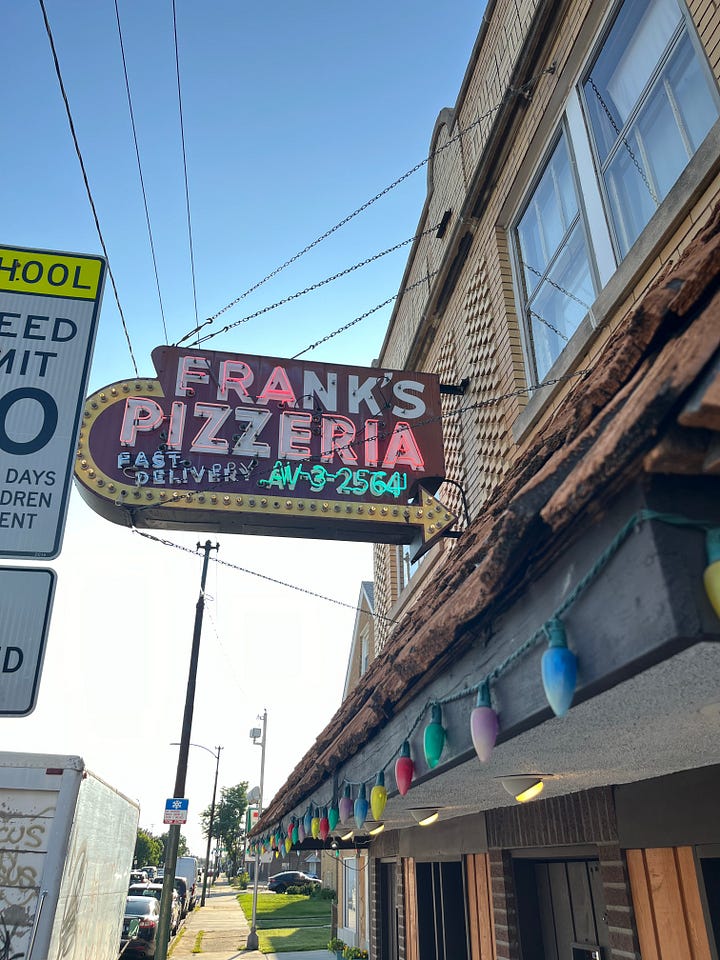 HOOL
EED
MIT
0
DAYS
DREN
ENT
D
FRANK'S
PIZZERIA
FAST
DELIVERY
AV-3-2564